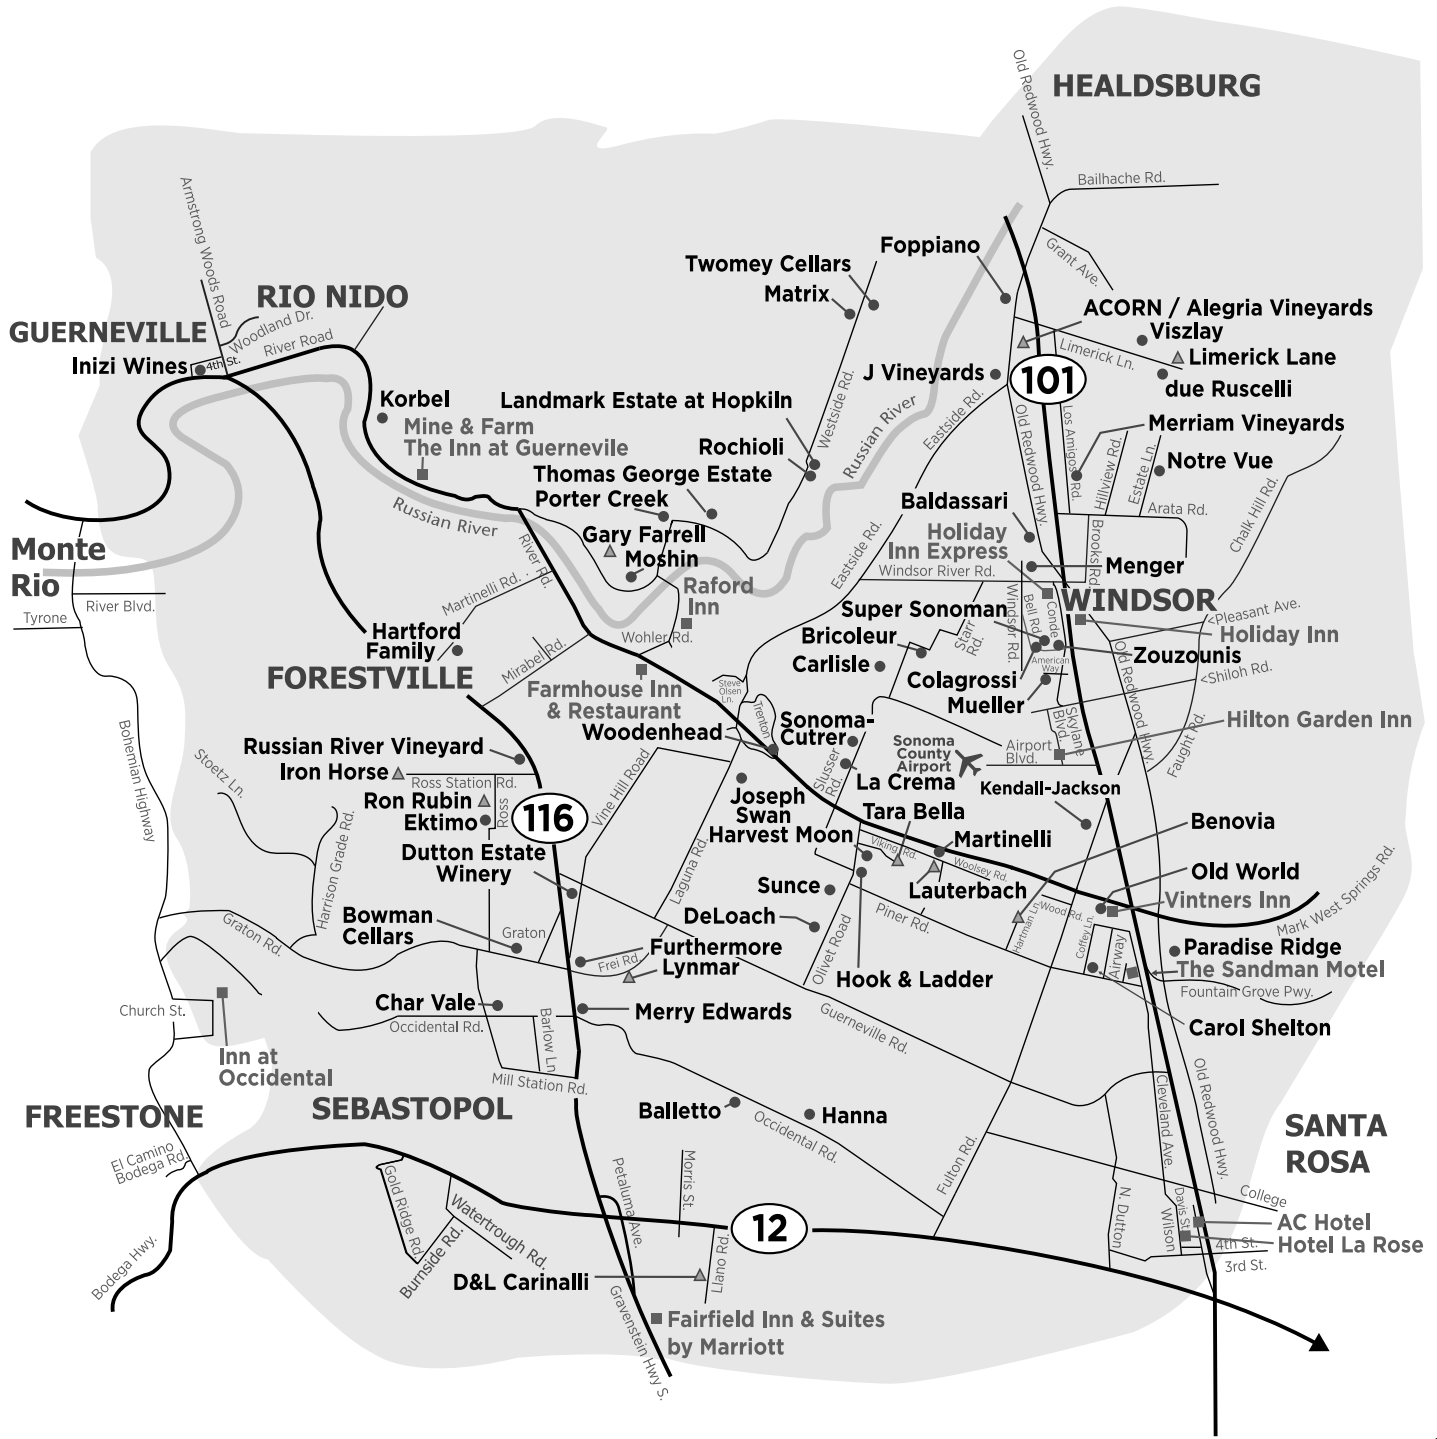 HEALDSBURG
Old Redwood Hwy.
Bailhache Rd.
Grant Ave.
Foppiano
Twomey Cellars
Matrix
ACORN / Alegria Vineyards
Viszlay
Limerick Ln.
Limerick Lane
due Ruscelli
J Vineyards
101
Armstrong Woods Road
RIO NIDO
GUERNEVILLE
Woodland Dr.
River Road
Inizi Wines
4th St.
Korbel
Mine & Farm
The Inn at Guernevile
Landmark Estate at Hopkiln
Rochioli
Westside Rd.
Russian River
Eastside Rd.
Old Redwood Hwy.
Los Amigos Rd.
Merriam Vineyards
Hillview Rd.
Estate Ln.
Notre Vue
Arata Rd.
Chalk Hill Rd.
Thomas George Estate
Porter Creek
Gary Farrell
Moshin
Russian River
River Rd.
Martinelli Rd.
Raford
Inn
Wohler Rd.
Baldassari
Holiday
Inn Express
Eastside Rd.
Windsor River Rd.
Brooks Rd.
Menger
WINDSOR
<Pleasant Ave.
Holiday Inn
Super Sonoman
Starr
Rd.
Windsor Rd.
Bell Rd.
Conde
Bricoleur
Carlisle
American
Way
Zouzounis
<Shiloh Rd.
Colagrossi
Mueller
Monte
Rio
Tyrone
River Blvd.
Hartford
Family
FORESTVILLE
Mirabel Rd.
Farmhouse Inn
& Restaurant
Steve
Olsen
Ln.
Trenton
Woodenhead
Sonoma-
Cutrer
Sonoma
County
Airport
Airport
Blvd.
Skylane
Blvd.
Old Redwood Hwy.
Hilton Garden Inn
Faught Rd.
Bohemian Highway
Stoetz Ln.
Russian River Vineyard
Iron Horse
Ross Station Rd.
Ron Rubin
Ektimo
Ross
116
Vine Hill Road
Slusser
Rd.
La Crema
Kendall-Jackson
Joseph
Swan
Tara Bella
Harvest Moon
Viking Rd.
Martinelli
Woolsey Rd.
Benovia
Dutton Estate
Winery
Harrison Grade Rd.
Laguna Rd.
Sunce
Lauterbach
Old World
Vintners Inn
Mark West Springs Rd.
Bowman
Cellars
Graton Rd.
Graton
DeLoach
Piner Rd.
Hartman Ln.
Wood Rd.
Coffey Ln.
Airway
Paradise Ridge
The Sandman Motel
Fountain Grove Pwy.
Furthermore
Frei Rd.
Lynmar
Olivet Road
Hook & Ladder
Carol Shelton
Church St.
Char Vale
Occidental Rd.
Merry Edwards
Guerneville Rd.
Barlow Ln
Mill Station Rd.
Inn at
Occidental
FREESTONE
SEBASTOPOL
Balletto
Hanna
Occidental Rd.
Cleveland Ave.
Old Redwood Hwy.
SANTA
ROSA
El Camino
Bodega Rd.
Gold Ridge Rd.
Watertrough Rd.
Burnside Rd.
Bodega Hwy.
Petaluma Ave.
Morris St.
12
Llano Rd.
Fulton Rd.
N. Dutton
Davis St.
Wilson
College
AC Hotel
Hotel La Rose
4th St.
3rd St.
D&L Carinalli
Gravenstein Hwy S.
Fairfield Inn & Suites
by Marriott